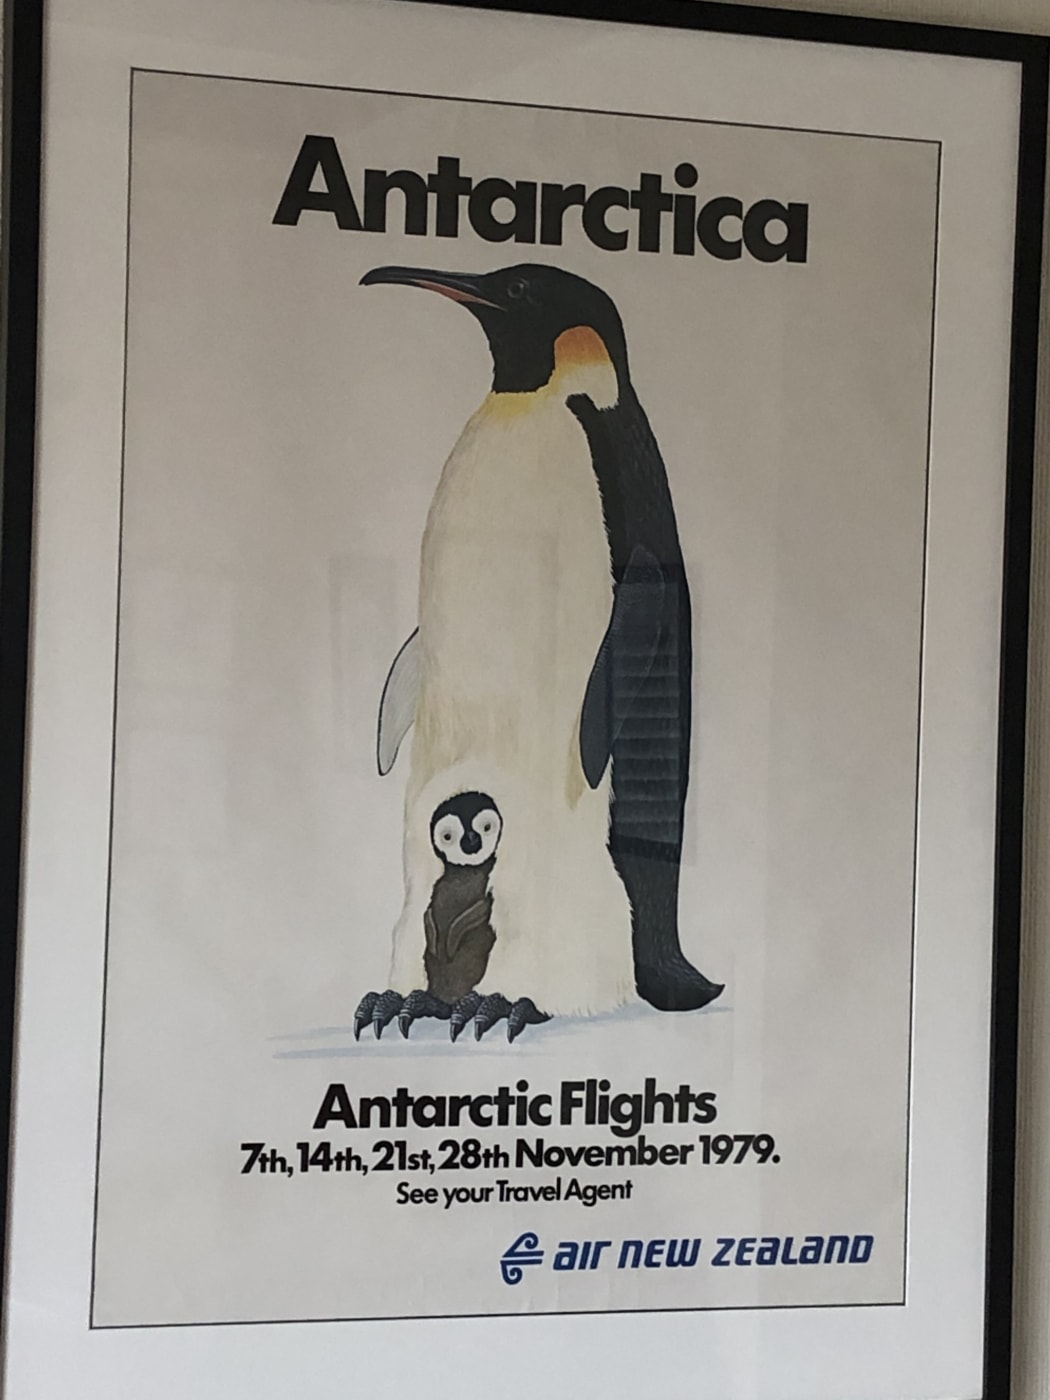 Antarctica
Antarctic Flights
7th, 14th, 21st, 28th November 1979.
See your Travel Agent
air new zealand